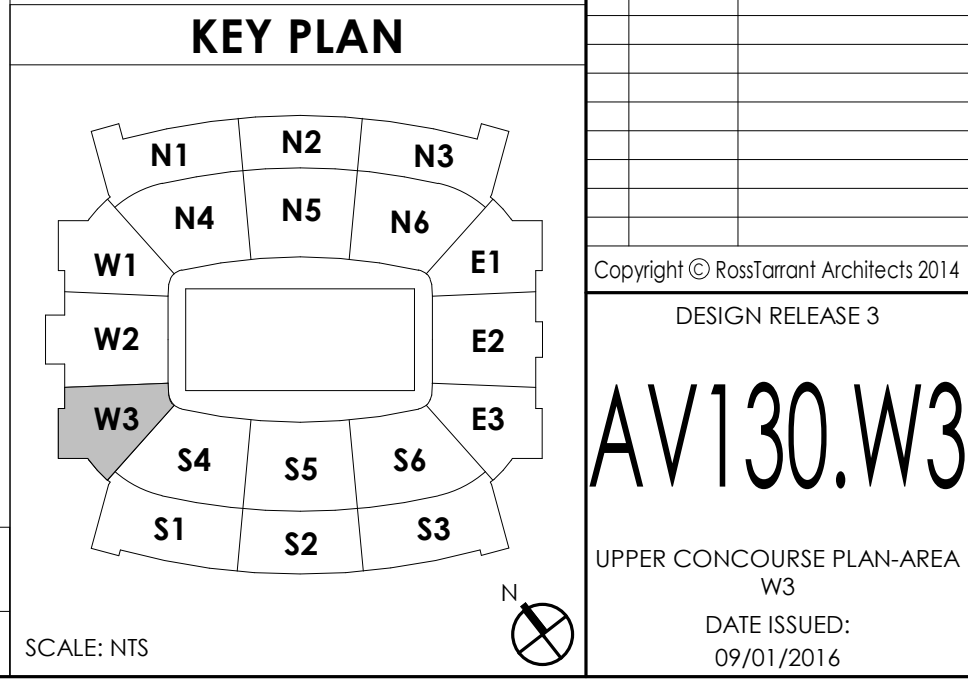 KEY PLAN
N1 N2 N3
N4 N5 N6
W1 E1
W2 E2
W3 E3
S4 S5 S6
S1 S2 S3
N
SCALE: NTS
Copyright © RossTarrant Architects 2014
DESIGN RELEASE 3
AV130.W3
UPPER CONCOURSE PLAN-AREA
W3
DATE ISSUED:
09/01/2016